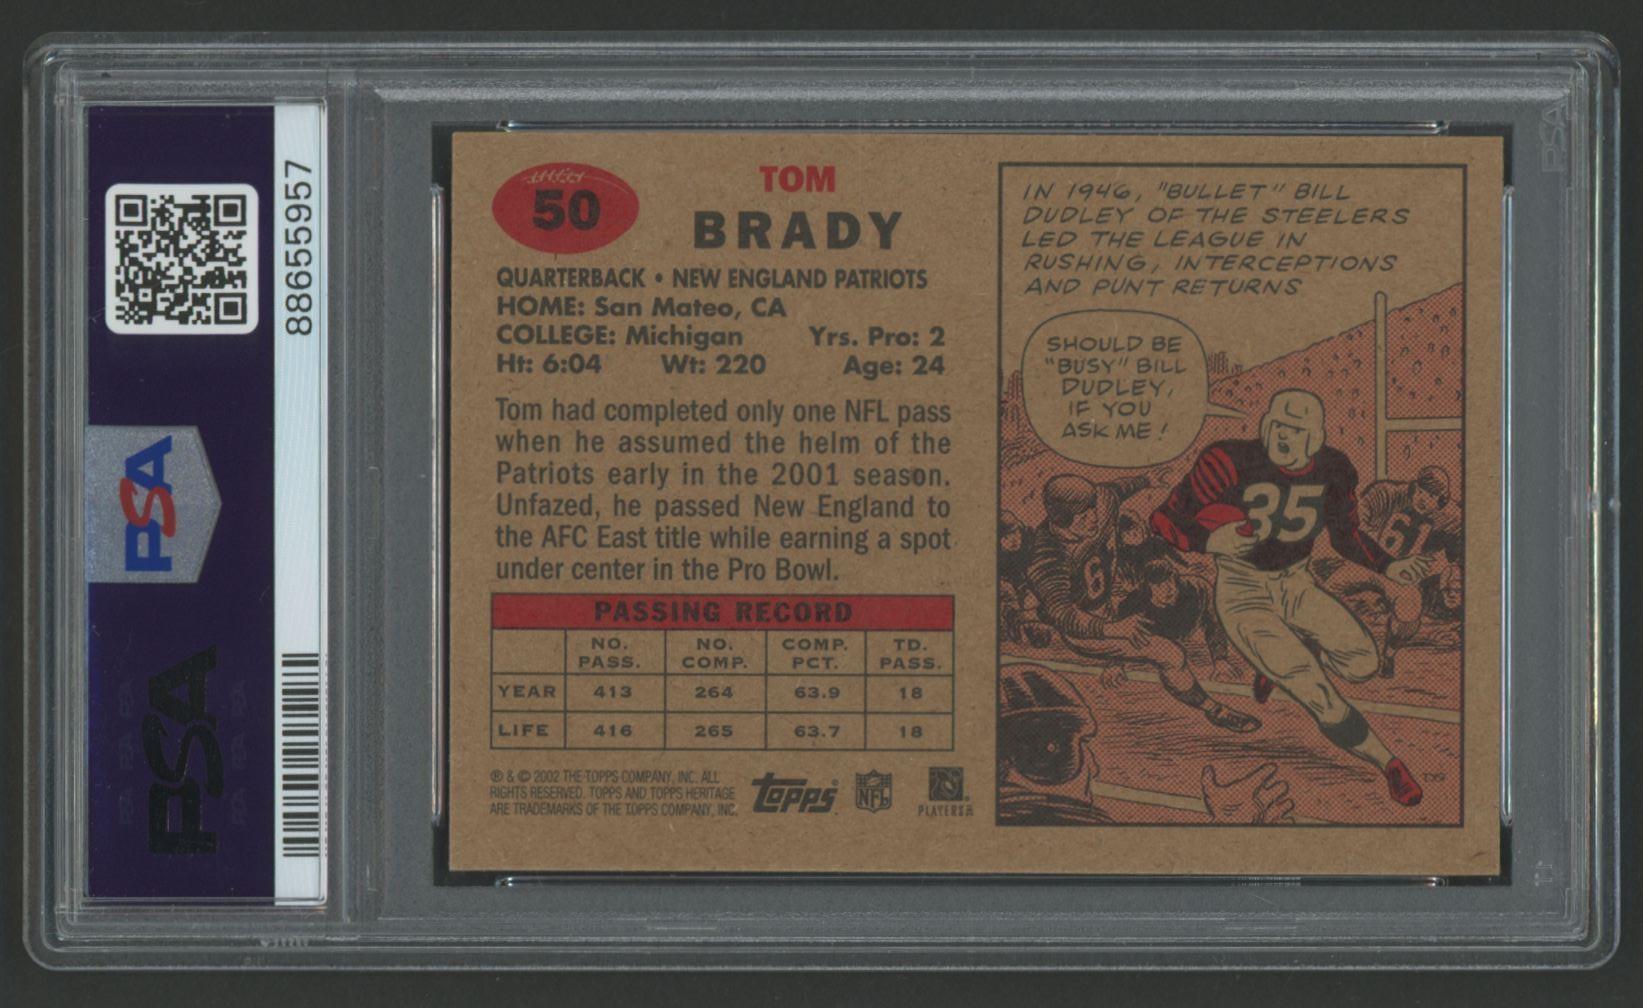 88655957
PSA
PSA
50
TOM
BRADY
QUARTERBACK • NEW ENGLAND PATRIOTS
HOME: San Mateo, CA
COLLEGE: Michigan Yrs. Pro: 2
Ht: 6:04 Wt: 220 Age: 24
Tom had completed only one NFL pass
when he assumed the helm of the
Patriots early in the 2001 season.
Unfazed, he passed New England to
the AFC East title while earning a spot
under center in the Pro Bowl.
PASSING RECORD
NO. PASS. NO. COMP. COMP. PCT. TD. PASS.
YEAR 413 264 63.9 18
LIFE 416 265 63.7 18
® & © 2002 THE TOPPS COMPANY, INC. ALL
RIGHTS RESERVED. TOPPS AND TOPPS HERITAGE
ARE TRADEMARKS OF THE TOPPS COMPANY, INC.
Topps
NFL
PLAYERS INC
IN 1946, "BULLET" BILL
DUDLEY OF THE STEELERS
LED THE LEAGUE IN
RUSHING, INTERCEPTIONS
AND PUNT RETURNS
SHOULD BE
"BUSY" BILL
DUDLEY,
IF YOU
ASK ME!
35
61
6
PSA